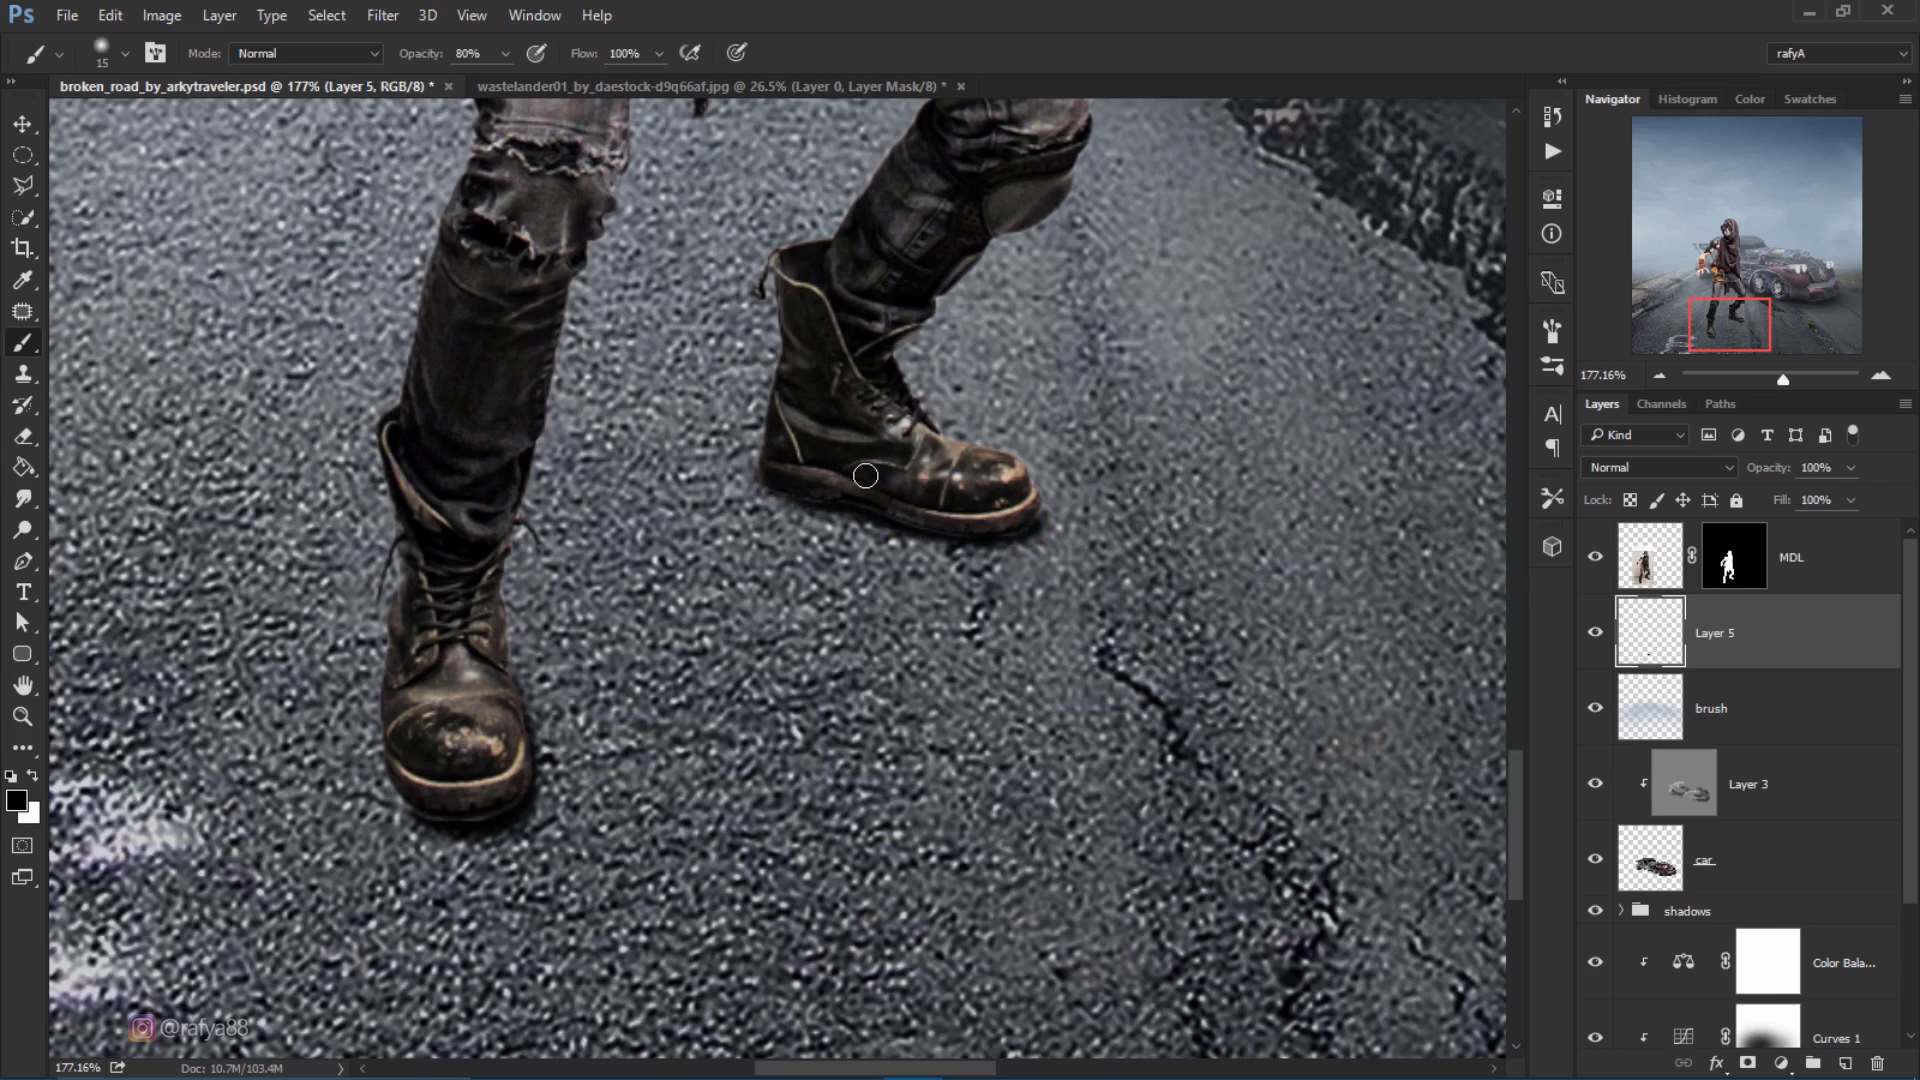 Ps File Edit Image Layer Type Select Filter 3D View Window Help
15 Mode: Normal Opacity: 80% Flow: 100% rafyA
broken_road_by_arkytraveler.psd @ 177% (Layer 5, RGB/8) * wastelander01_by_daestock-d9q66af.jpg @ 26.5% (Layer 0, Layer Mask/8) *
Navigator Histogram Color Swatches
177.16%
Layers Channels Paths
Kind
Normal Opacity: 100%
Lock: Fill: 100%
MDL
Layer 5
brush
Layer 3
car
shadows
Color Bala...
Curves 1
fx
@rafya88
177.16% Doc: 10.7M/103.4M